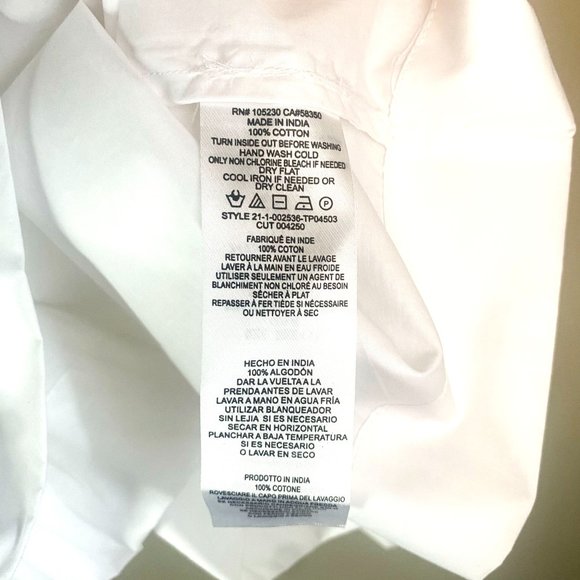 RN# 105230 CA#58350
MADE IN INDIA
100% COTTON
TURN INSIDE OUT BEFORE WASHING
HAND WASH COLD
ONLY NON CHLORINE BLEACH IF NEEDED
DRY FLAT
COOL IRON IF NEEDED OR
DRY CLEAN
P
STYLE 21-1-002536-TP04503
CUT 004250
FABRIQUÉ EN INDE
100% COTON
RETOURNER AVANT LE LAVAGE
LAVER À LA MAIN EN EAU FROIDE
UTILISER SEULEMENT UN AGENT DE
BLANCHIMENT NON CHLORÉ AU BESOIN
SÉCHER À PLAT
REPASSER À FER TIÈDE SI NÉCESSAIRE
OU NETTOYER À SEC
HECHO EN INDIA
100% ALGODÓN
DAR LA VUELTA A LA
PRENDA ANTES DE LAVAR
LAVAR A MANO EN AGUA FRÍA
UTILIZAR BLANQUEADOR
SIN LEJIA SI ES NECESARIO
SECAR EN HORIZONTAL
PLANCHAR A BAJA TEMPERATURA
SI ES NECESARIO
O LAVAR EN SECO
PRODOTTO IN INDIA
100% COTONE
ROVESCIARE IL CAPO PRIMA DEL LAVAGGIO
LAVAGGIO A MANO IN ACQUA FREDDA